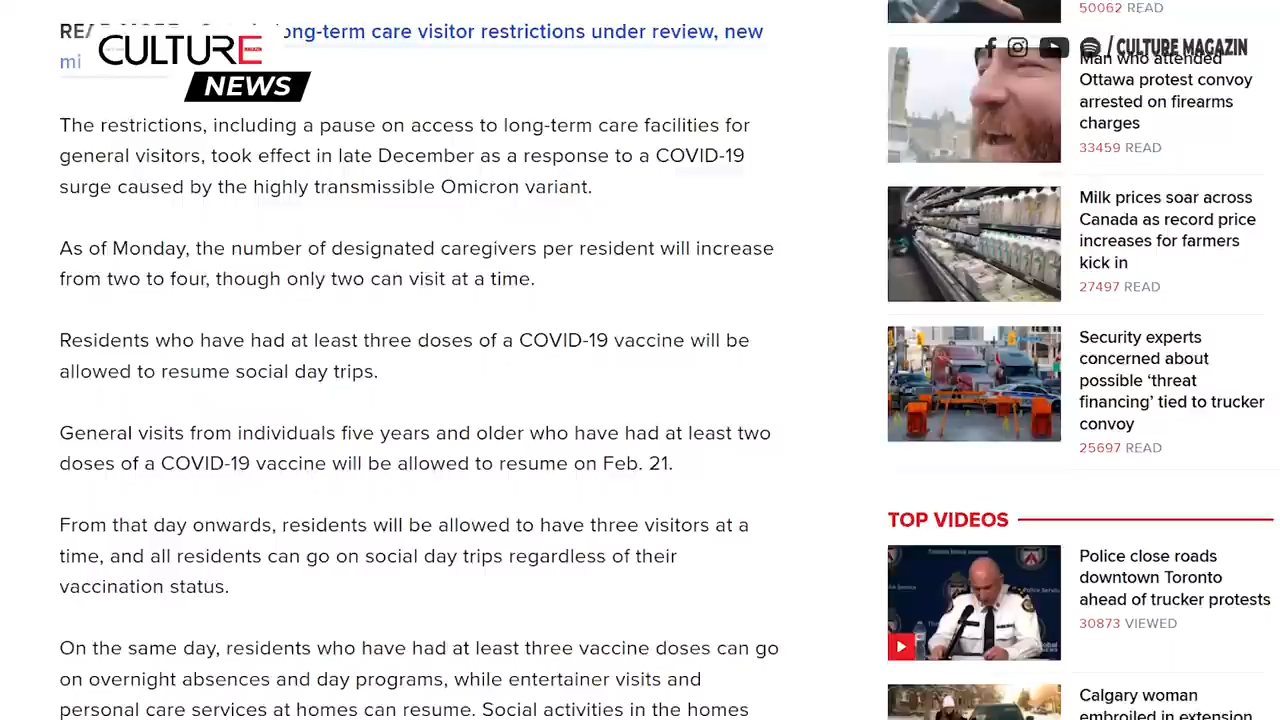 ong-term care visitor restrictions under review, new
mi
CULTURE
NEWS
The restrictions, including a pause on access to long-term care facilities for
general visitors, took effect in late December as a response to a COVID-19
surge caused by the highly transmissible Omicron variant.
As of Monday, the number of designated caregivers per resident will increase
from two to four, though only two can visit at a time.
Residents who have had at least three doses of a COVID-19 vaccine will be
allowed to resume social day trips.
General visits from individuals five years and older who have had at least two
doses of a COVID-19 vaccine will be allowed to resume on Feb. 21.
From that day onwards, residents will be allowed to have three visitors at a
time, and all residents can go on social day trips regardless of their
vaccination status.
On the same day, residents who have had at least three vaccine doses can go
on overnight absences and day programs, while entertainer visits and
personal care services at homes can resume. Social activities in the homes
50062 READ
/ CULTURE MAGAZIN
Man who attended
Ottawa protest convoy
arrested on firearms
charges
33459 READ
Milk prices soar across
Canada as record price
increases for farmers
kick in
27497 READ
Security experts
concerned about
possible ‘threat
financing’ tied to trucker
convoy
25697 READ
TOP VIDEOS
Police close roads
downtown Toronto
ahead of trucker protests
30873 VIEWED
Calgary woman
embroiled in extension